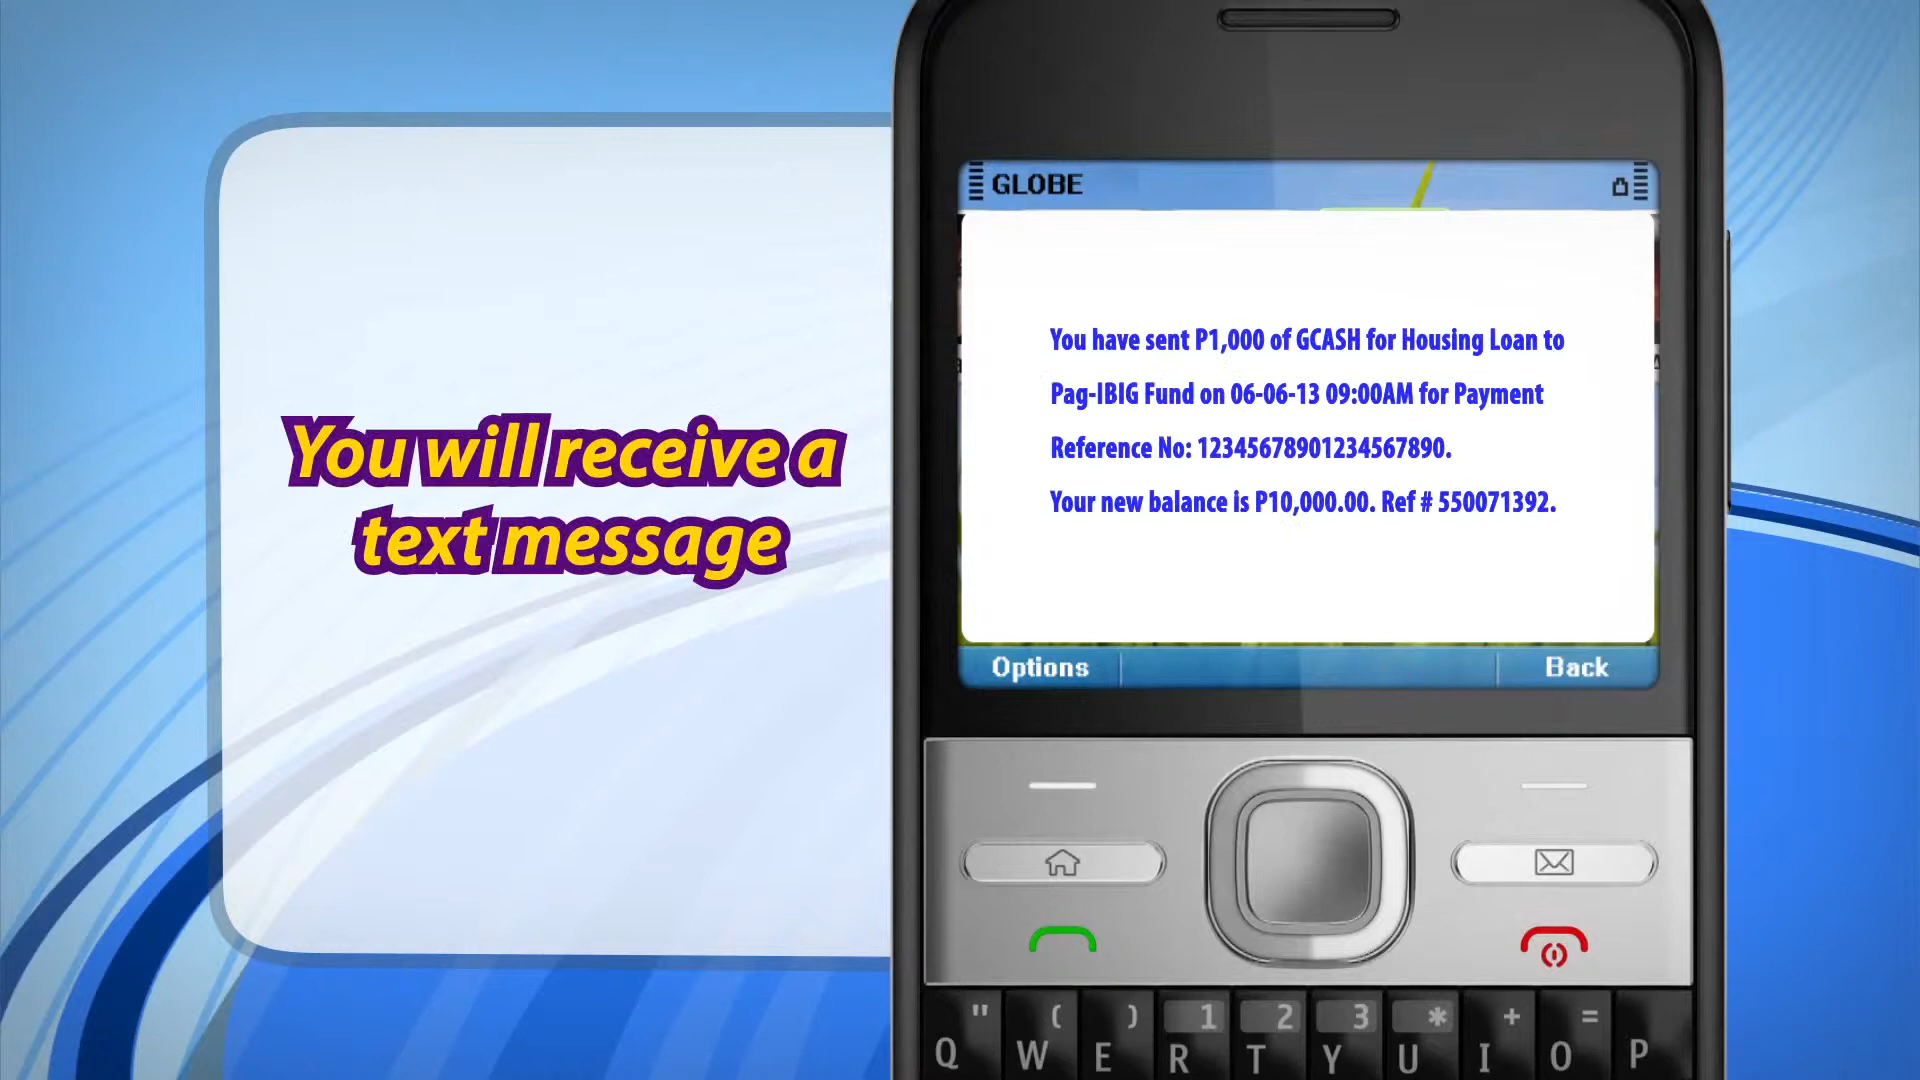 You will receive a
text message
GLOBE
You have sent P1,000 of GCASH for Housing Loan to
Pag-IBIG Fund on 06-06-13 09:00AM for Payment
Reference No: 12345678901234567890.
Your new balance is P10,000.00. Ref # 550071392.
Options Back
" ( ) 1 2 3 * + =
Q W E R T Y U I O P